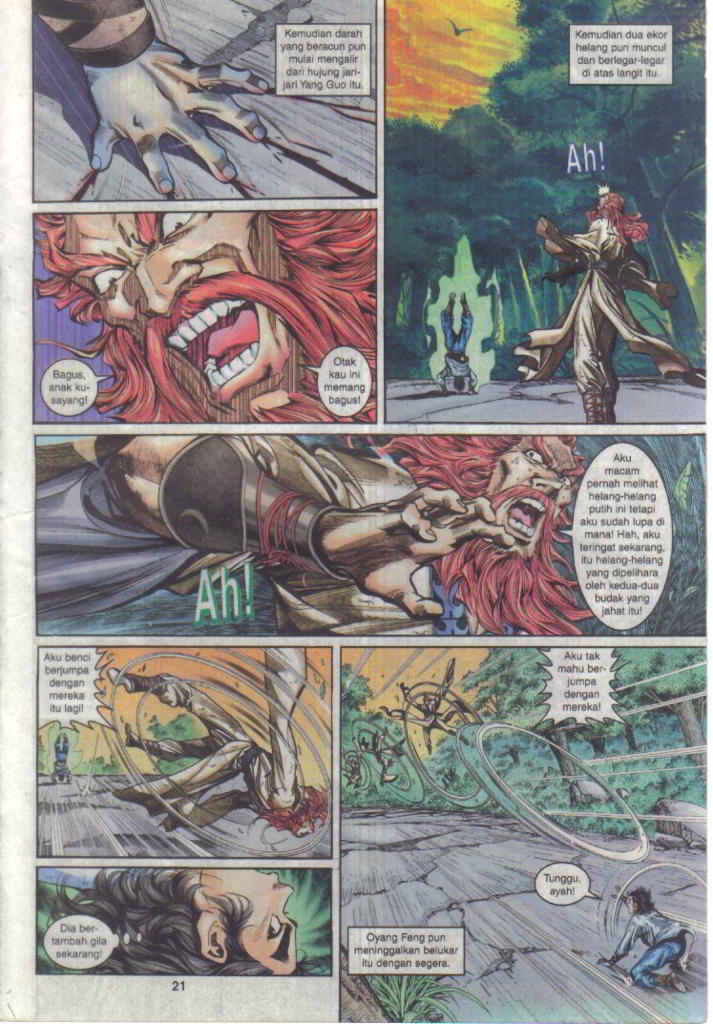 Kemudian darah
yang beracun pun
mulai mengalir
dari hujung jari-
jari Yang Guo itu.
Kemudian dua ekor
helang pun muncul
dan berlegar-legar
di atas langit itu.
Ah!
Bagus,
anak ku-
sayang!
Otak
kau ini
memang
bagus!
Aku
macam
pernah melihat
helang-helang
putih ini tetapi
aku sudah lupa di
mana! Hah, aku
teringat sekarang,
itu helang-helang
yang dipelihara
oleh kedua-dua
budak yang
jahat itu!
Ah!
Aku benci
berjumpa
dengan
mereka
itu lagi!
Aku tak
mahu ber-
jumpa
dengan
mereka!
Dia ber-
tambah gila
sekarang!
Tunggu,
ayah!
Oyang Feng pun
meninggalkan belukar
itu dengan segera.
21